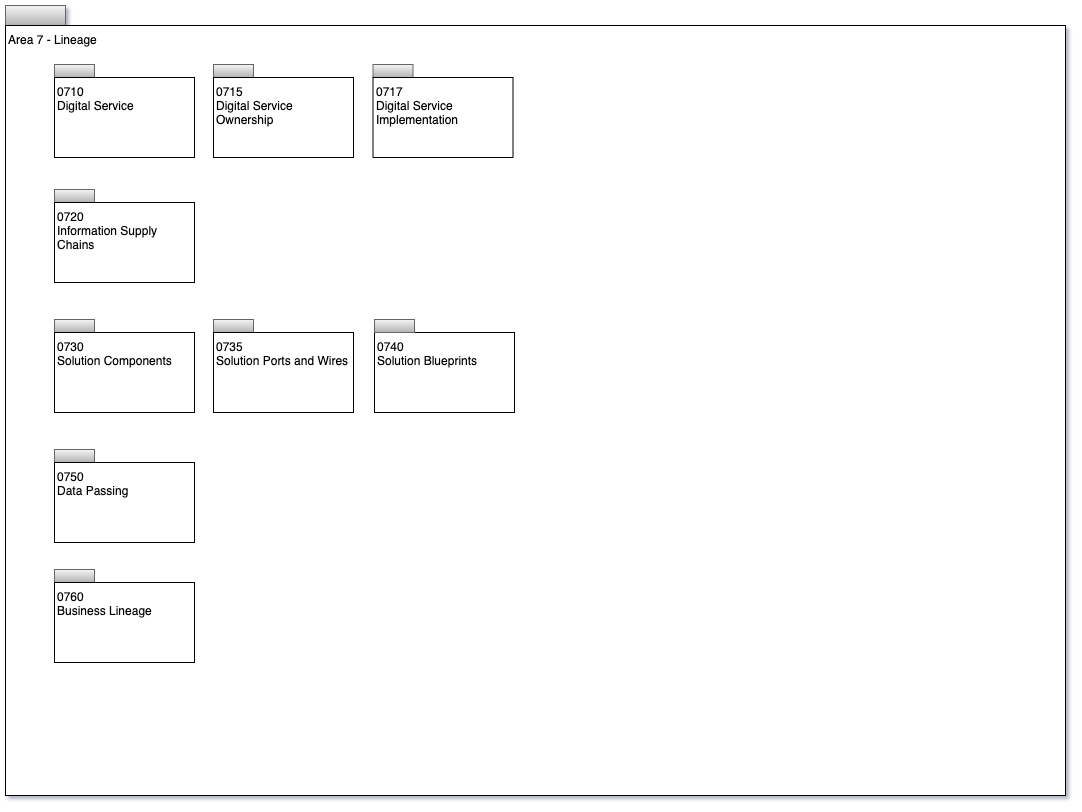 Area 7 - Lineage
0710
Digital Service
0715
Digital Service
Ownership
0717
Digital Service
Implementation
0720
Information Supply
Chains
0730
Solution Components
0735
Solution Ports and Wires
0740
Solution Blueprints
0750
Data Passing
0760
Business Lineage